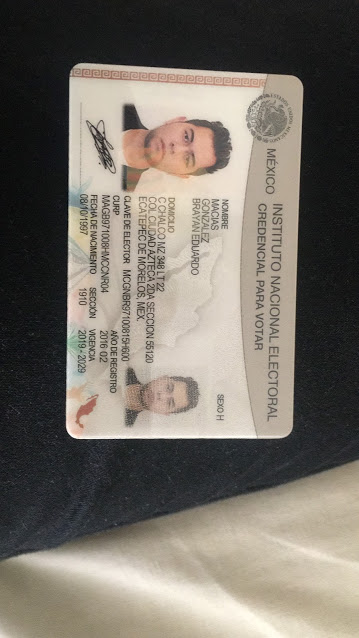 MÉXICO INSTITUTO NACIONAL ELECTORAL
CREDENCIAL PARA VOTAR
NOMBRE
MACIAS
GONZALEZ
BRAYAN EDUARDO
SEXO H
DOMICILIO
C CHALCO MZ 348 LT 22
COL CIUDAD AZTECA 2DA SECCION 55120
ECATEPEC DE MORELOS, MEX.
CLAVE DE ELECTOR MCGNBR97100815H600
CURP AÑO DE REGISTRO
MAGB971008HMCCNR04 2016 02
FECHA DE NACIMIENTO SECCIÓN VIGENCIA
08/10/1997 1910 2019 - 2029